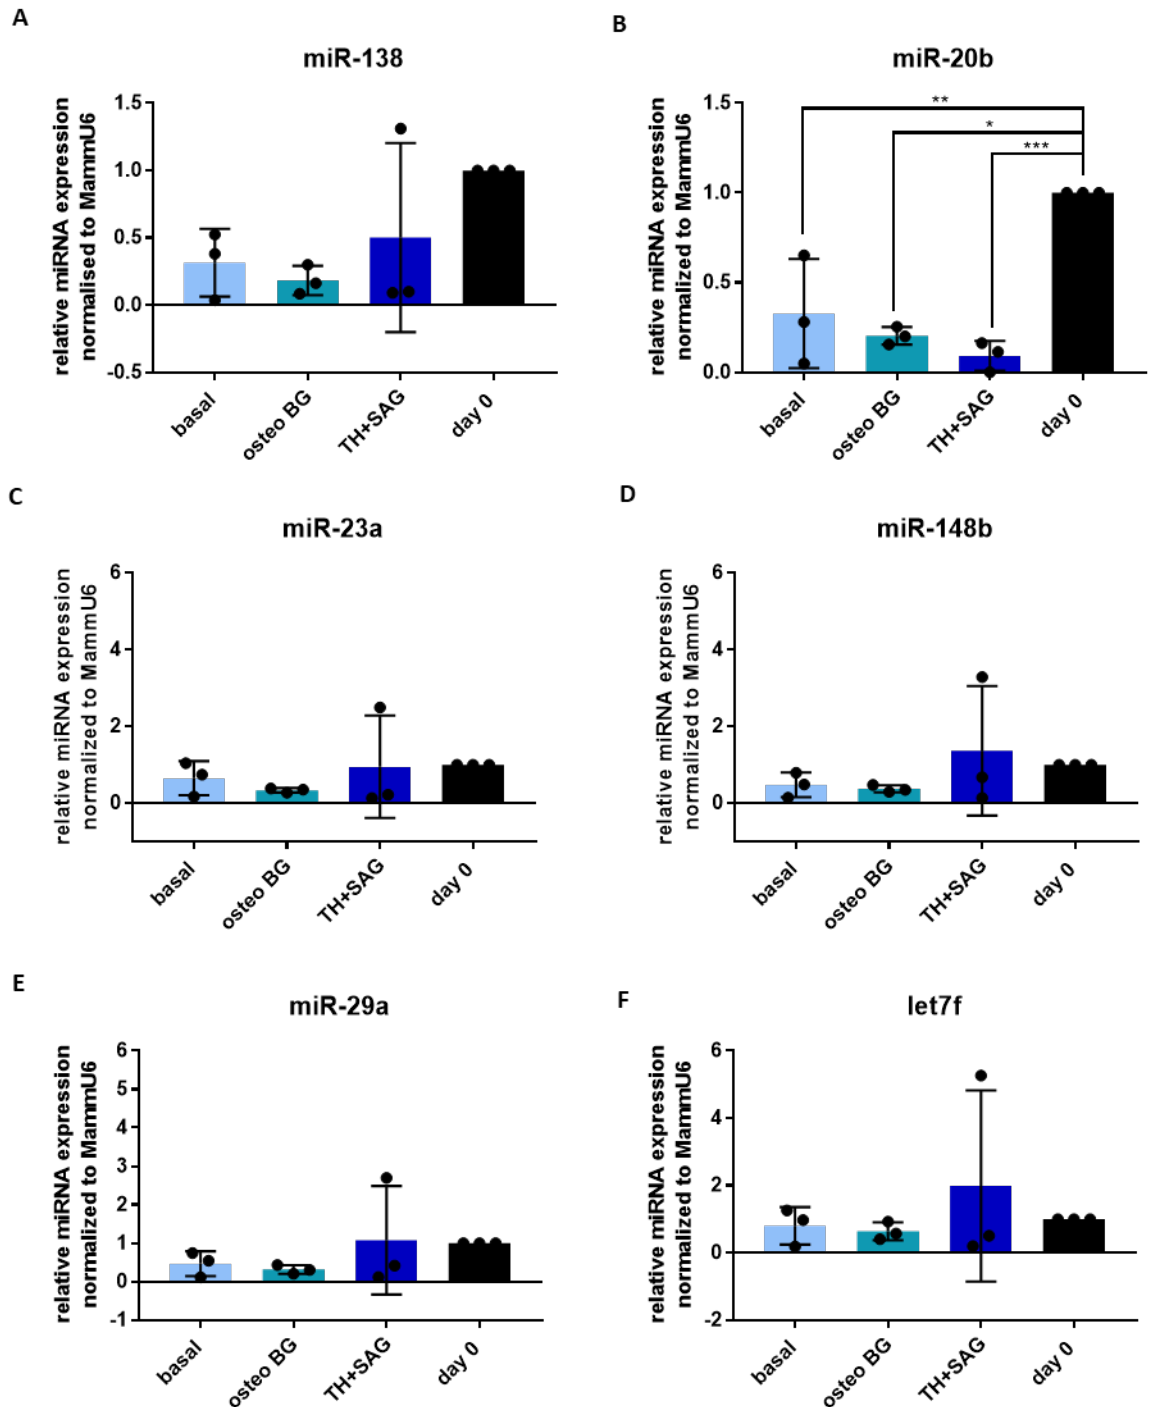 A
miR-138
relative miRNA expression
normalised to MammU6
1.5
1.0
0.5
0.0
-0.5
basal
osteo BG
TH+SAG
day 0
B
miR-20b
relative miRNA expression
normalized to MammU6
1.5
1.0
0.5
0.0
**
*
***
basal
osteo BG
TH+SAG
day 0
C
miR-23a
relative miRNA expression
normalized to MammU6
6
4
2
0
basal
osteo BG
TH+SAG
day 0
D
miR-148b
relative miRNA expression
normalized to MammU6
6
4
2
0
basal
osteo BG
TH+SAG
day 0
E
miR-29a
relative miRNA expression
normalized to MammU6
6
5
4
3
2
1
0
-1
basal
osteo BG
TH+SAG
day 0
F
let7f
relative miRNA expression
normalized to MammU6
6
4
2
0
-2
basal
osteo BG
TH+SAG
day 0